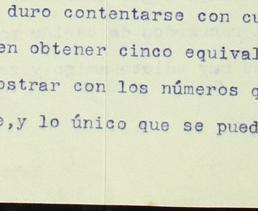 duro contentarse con cu
en obtener cinco equival
ostrar con los números q
e,y lo único que se pued